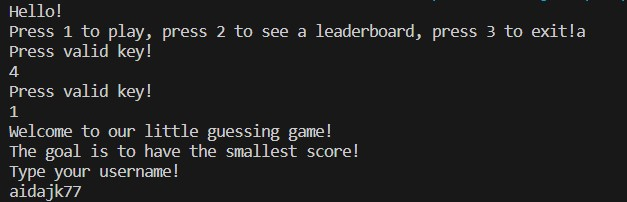 Hello!
Press 1 to play, press 2 to see a leaderboard, press 3 to exit!a
Press valid key!
4
Press valid key!
1
Welcome to our little guessing game!
The goal is to have the smallest score!
Type your username!
aidajk77